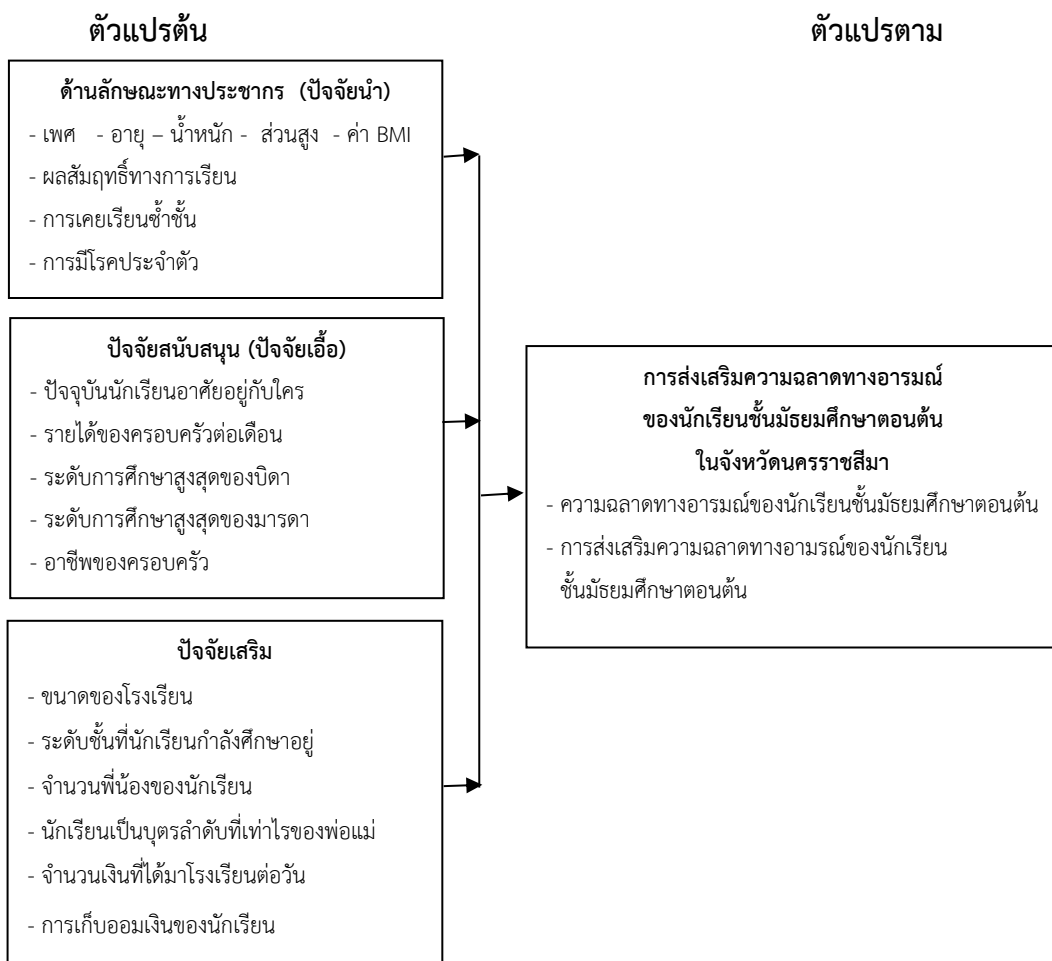 ตัวแปรต้น
ตัวแปรตาม
ด้านลักษณะทางประชากร (ปัจจัยนำ)
- เพศ - อายุ – น้ำหนัก - ส่วนสูง - ค่า BMI
- ผลสัมฤทธิ์ทางการเรียน
- การเคยเรียนซ้ำชั้น
- การมีโรคประจำตัว
ปัจจัยสนับสนุน (ปัจจัยเอื้อ)
- ปัจจุบันนักเรียนอาศัยอยู่กับใคร
- รายได้ของครอบครัวต่อเดือน
- ระดับการศึกษาสูงสุดของบิดา
- ระดับการศึกษาสูงสุดของมารดา
- อาชีพของครอบครัว
ปัจจัยเสริม
- ขนาดของโรงเรียน
- ระดับชั้นที่นักเรียนกำลังศึกษาอยู่
- จำนวนพี่น้องของนักเรียน
- นักเรียนเป็นบุตรลำดับที่เท่าไรของพ่อแม่
- จำนวนเงินที่ได้มาโรงเรียนต่อวัน
- การเก็บออมเงินของนักเรียน
การส่งเสริมความฉลาดทางอารมณ์
ของนักเรียนชั้นมัธยมศึกษาตอนต้น
ในจังหวัดนครราชสีมา
- ความฉลาดทางอารมณ์ของนักเรียนชั้นมัธยมศึกษาตอนต้น
- การส่งเสริมความฉลาดทางอามรณ์ของนักเรียน
ชั้นมัธยมศึกษาตอนต้น